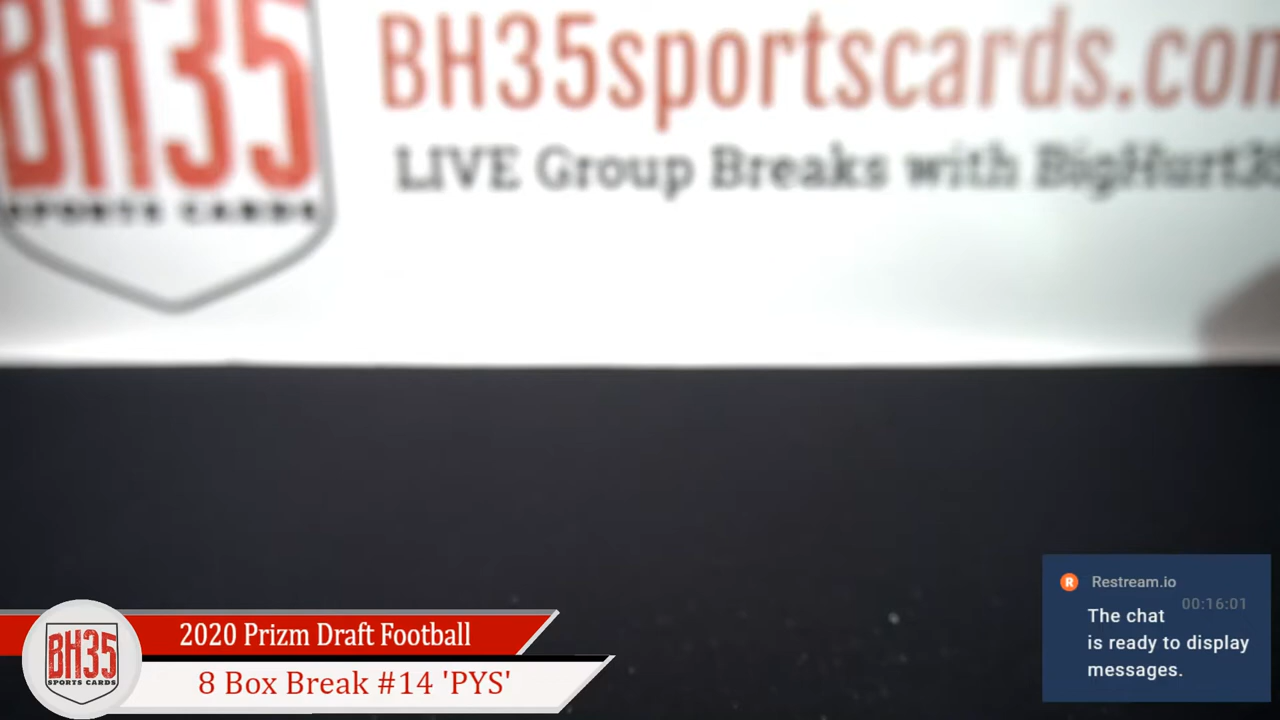 BH35
SPORTS CARDS
BH35sportscards.com
LIVE Group Breaks with BigHurt35
2020 Prizm Draft Football
8 Box Break #14 'PYS'
BH35
SPORTS CARDS
Restream.io
00:16:01
The chat
is ready to display
messages.